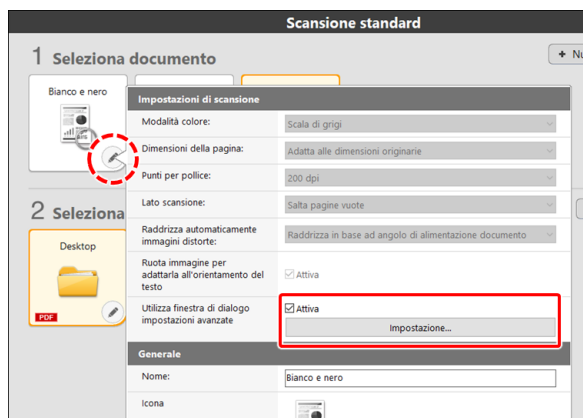 Scansione standard
1 Seleziona documento
+ Nu
Bianco e nero
Impostazioni di scansione
Modalità colore:
Scala di grigi
Dimensioni della pagina:
Adatta alle dimensioni originarie
Punti per pollice:
200 dpi
Lato scansione:
Salta pagine vuote
Raddrizza automaticamente
immagini distorte:
Raddrizza in base ad angolo di alimentazione documento
Ruota immagine per
adattarla all'orientamento del
testo
Attiva
Utilizza finestra di dialogo
impostazioni avanzate
Attiva
Impostazione...
2 Seleziona
Desktop
PDF
Generale
Nome:
Bianco e nero
Icona